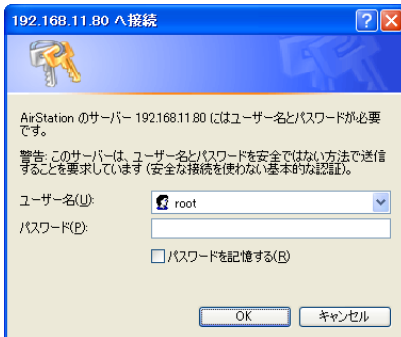 192.168.11.80 へ接続
AirStation のサーバー 192.168.11.80 にはユーザー名とパスワードが必要
です。
警告: このサーバーは、ユーザー名とパスワードを安全ではない方法で送信
することを要求しています (安全な接続を使わない基本的な認証)。
ユーザー名(U): root
パスワード(P):
パスワードを記憶する(R)
OK キャンセル